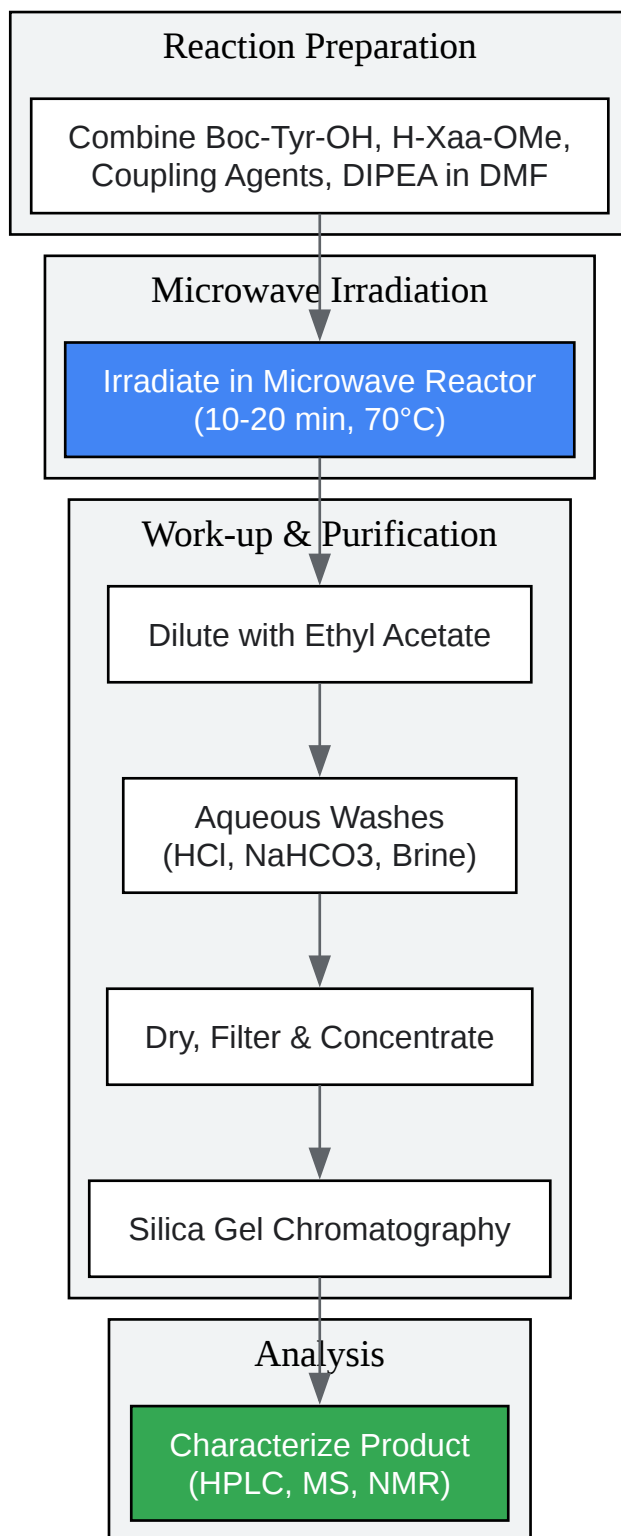 Reaction Preparation
Combine Boc-Tyr-OH, H-Xaa-OMe,
Coupling Agents, DIPEA in DMF
Microwave Irradiation
Irradiate in Microwave Reactor
(10-20 min, 70°C)
Work-up & Purification
Dilute with Ethyl Acetate
Aqueous Washes
(HCl, NaHCO3, Brine)
Dry, Filter & Concentrate
Silica Gel Chromatography
Analysis
Characterize Product
(HPLC, MS, NMR)